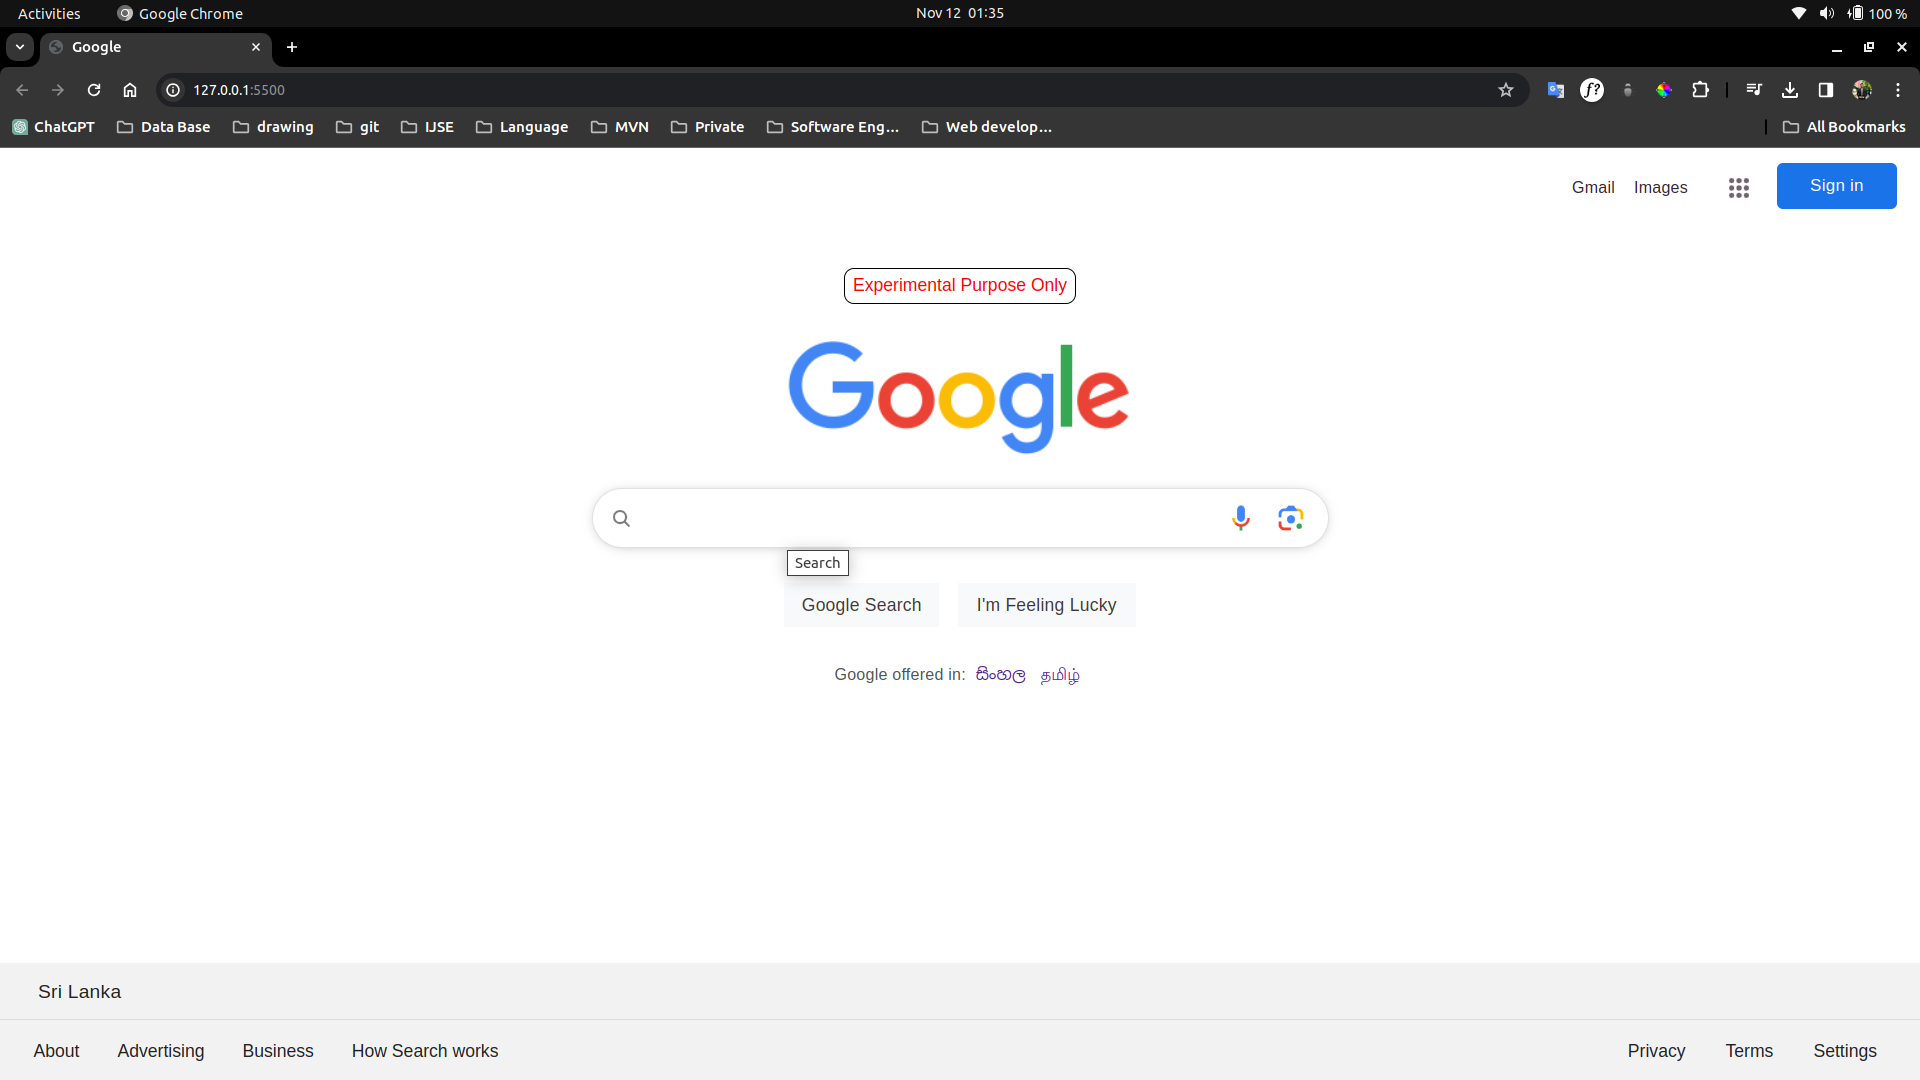 Activities Google Chrome Nov 12 01:35 100 %
Google
127.0.0.1:5500 f?
ChatGPT Data Base drawing git IJSE Language MVN Private Software Eng... Web develop... All Bookmarks
Gmail Images Sign in
Experimental Purpose Only
Google
Search
Google Search I'm Feeling Lucky
Google offered in: සිංහල தமிழ்
Sri Lanka
About Advertising Business How Search works Privacy Terms Settings